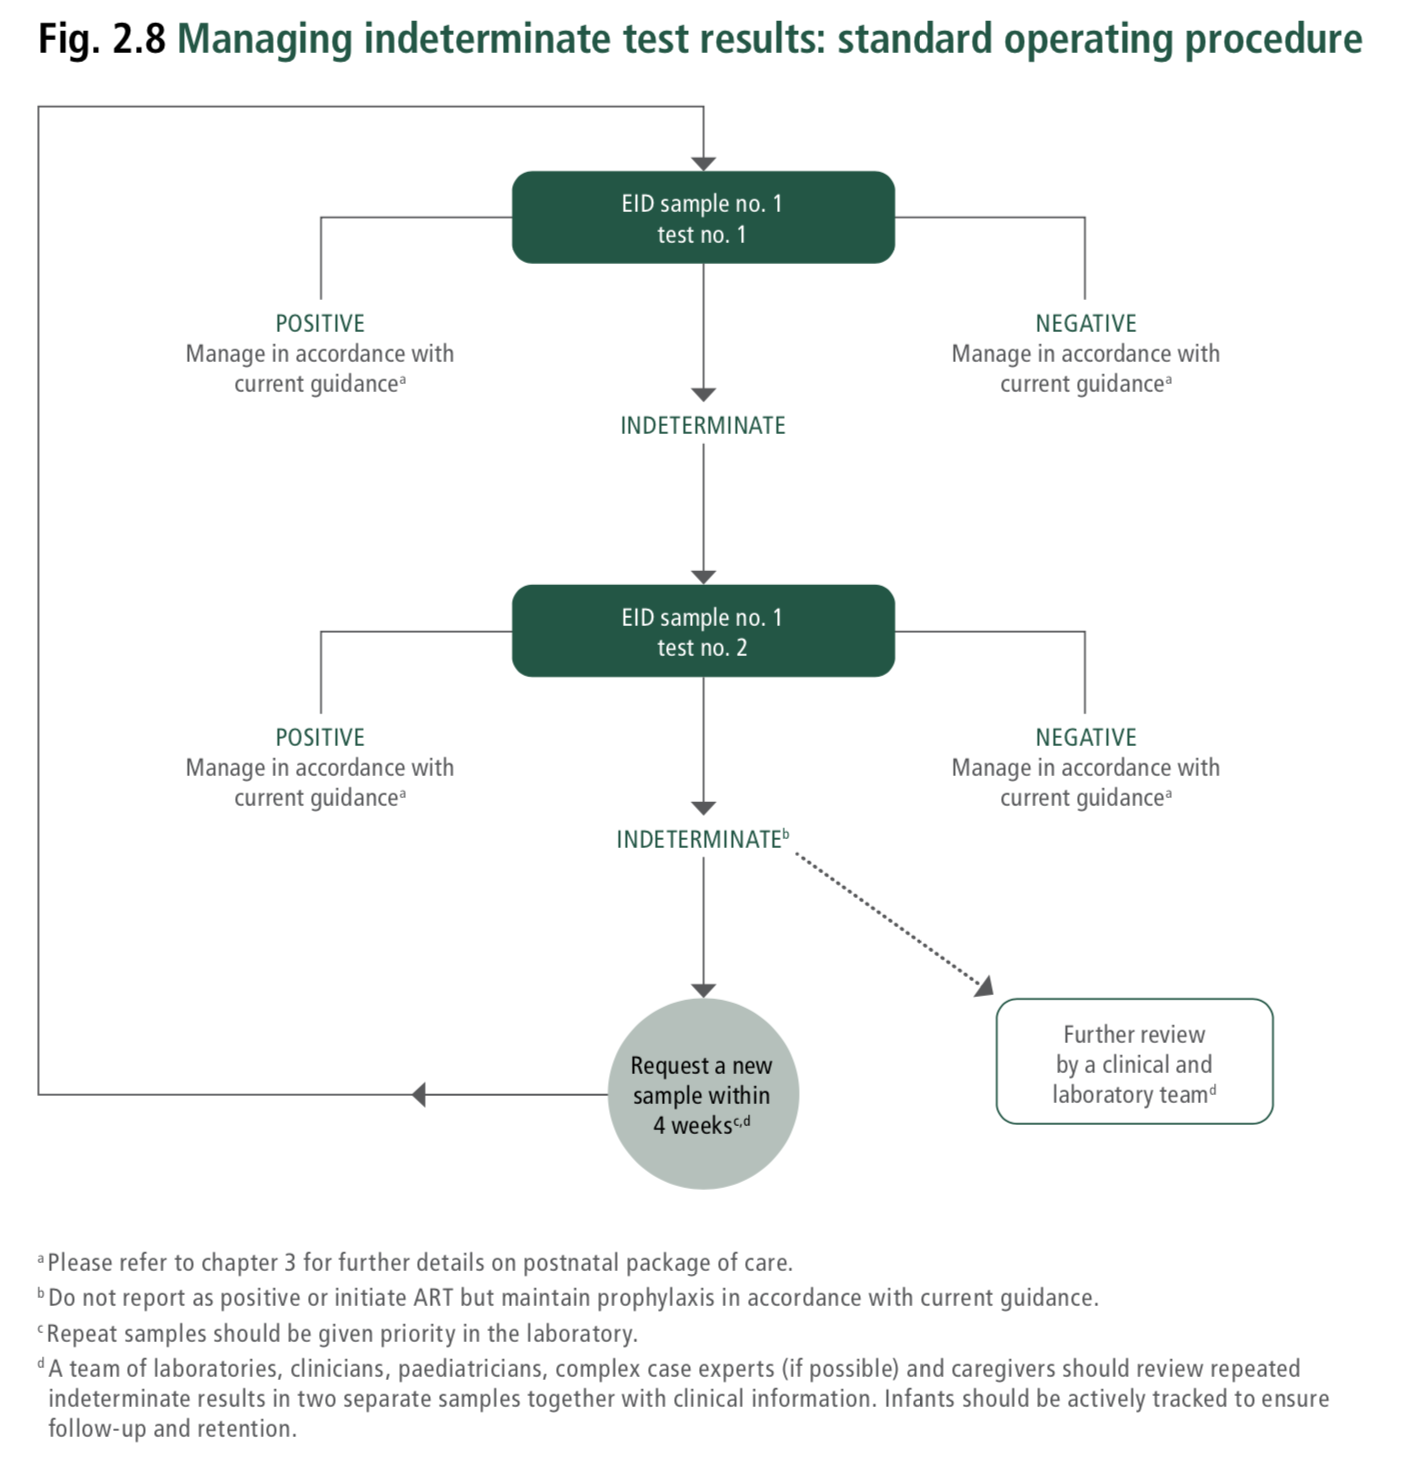 Fig. 2.8 Managing indeterminate test results: standard operating procedure
EID sample no. 1
test no. 1
POSITIVE
Manage in accordance with
current guidanceᵃ
NEGATIVE
Manage in accordance with
current guidanceᵃ
INDETERMINATE
EID sample no. 1
test no. 2
POSITIVE
Manage in accordance with
current guidanceᵃ
NEGATIVE
Manage in accordance with
current guidanceᵃ
INDETERMINATEᵇ
Request a new
sample within
4 weeksᶜ,ᵈ
Further review
by a clinical and
laboratory teamᵈ
ᵃ Please refer to chapter 3 for further details on postnatal package of care.
ᵇ Do not report as positive or initiate ART but maintain prophylaxis in accordance with current guidance.
ᶜ Repeat samples should be given priority in the laboratory.
ᵈ A team of laboratories, clinicians, paediatricians, complex case experts (if possible) and caregivers should review repeated
indeterminate results in two separate samples together with clinical information. Infants should be actively tracked to ensure
follow-up and retention.